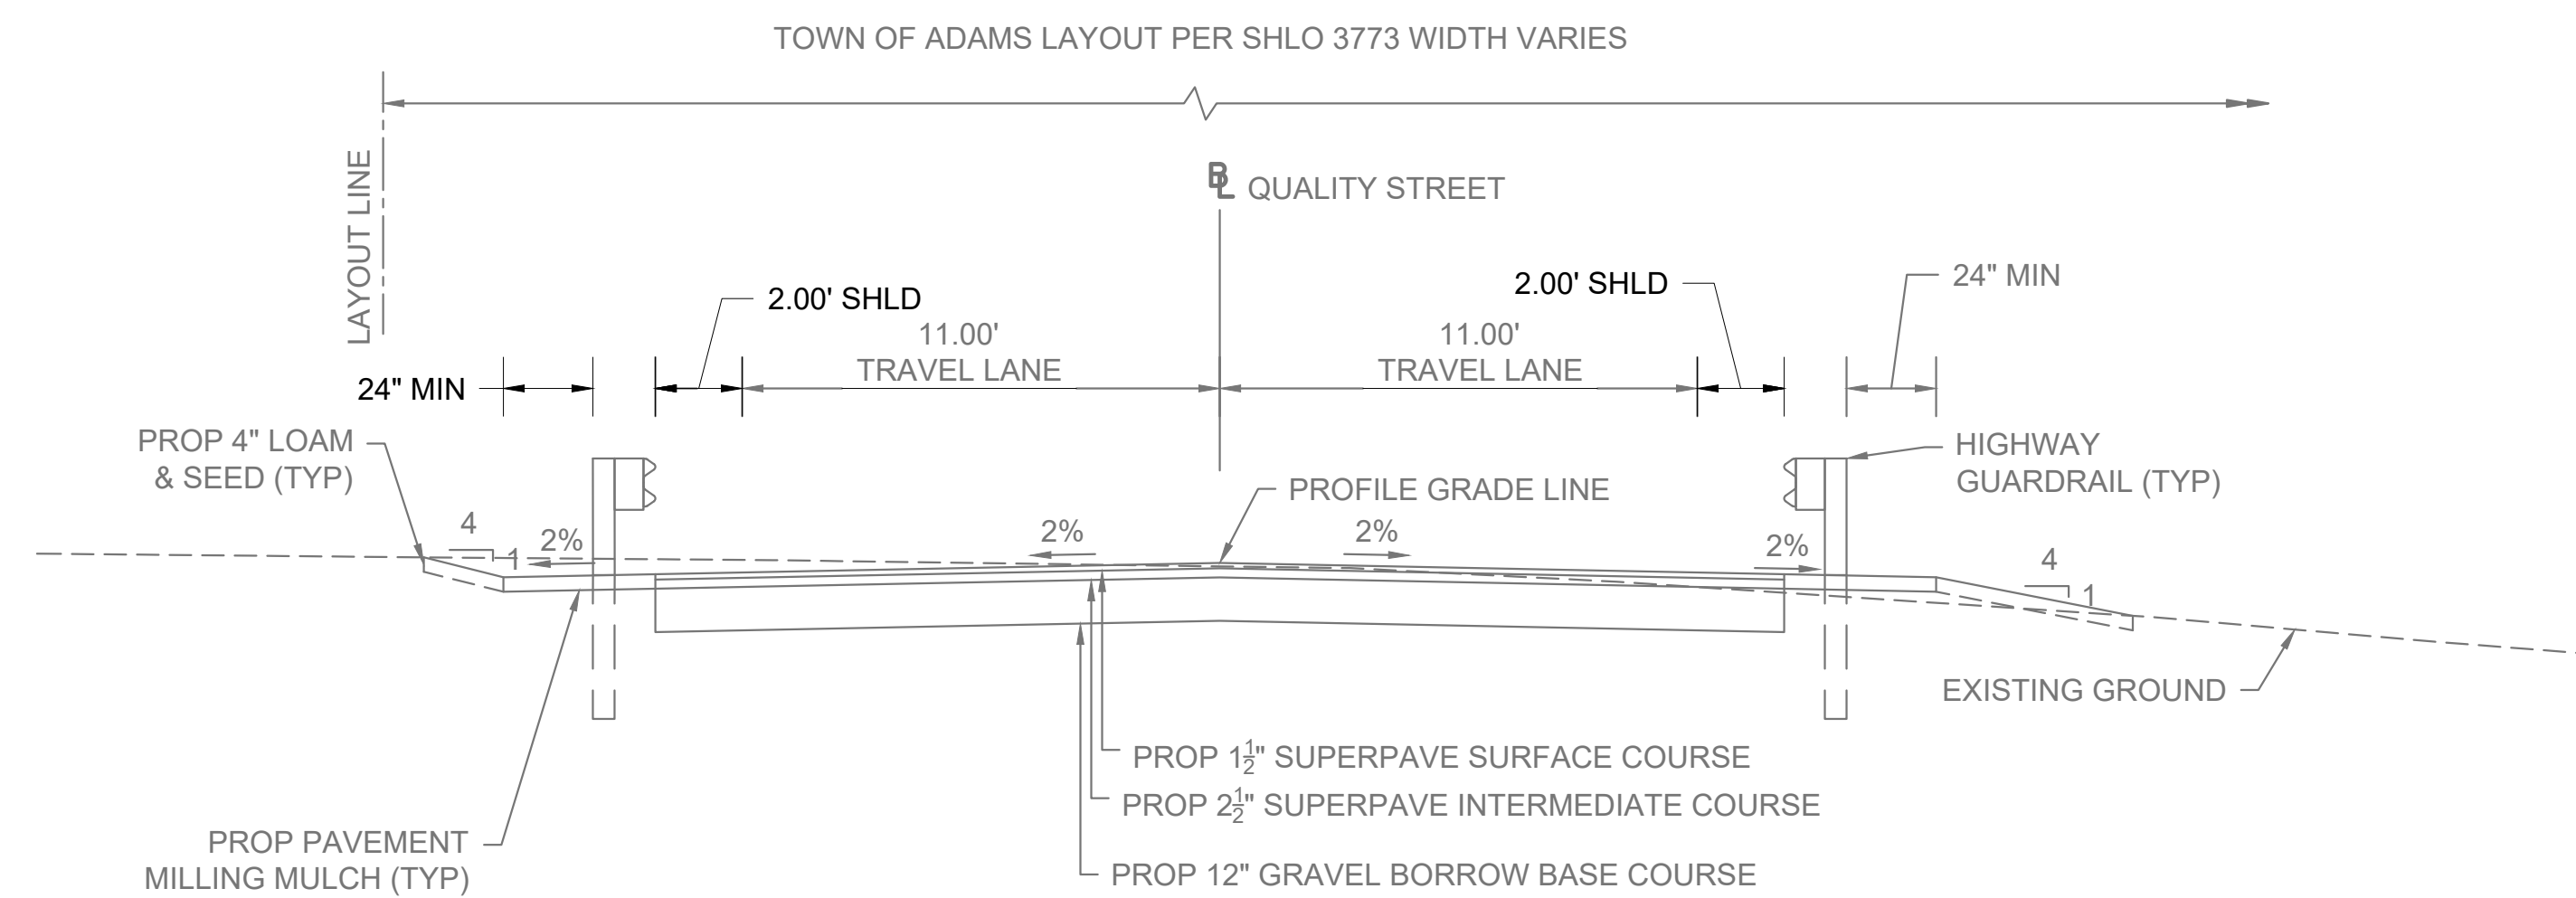 TOWN OF ADAMS LAYOUT PER SHLO 3773 WIDTH VARIES
LAYOUT LINE
BL QUALITY STREET
2.00' SHLD
2.00' SHLD
24" MIN
11.00'
TRAVEL LANE
11.00'
TRAVEL LANE
24" MIN
PROP 4" LOAM
& SEED (TYP)
HIGHWAY
GUARDRAIL (TYP)
PROFILE GRADE LINE
4
1
2%
2%
2%
2%
4
1
EXISTING GROUND
PROP 1½" SUPERPAVE SURFACE COURSE
PROP 2½" SUPERPAVE INTERMEDIATE COURSE
PROP PAVEMENT
MILLING MULCH (TYP)
PROP 12" GRAVEL BORROW BASE COURSE